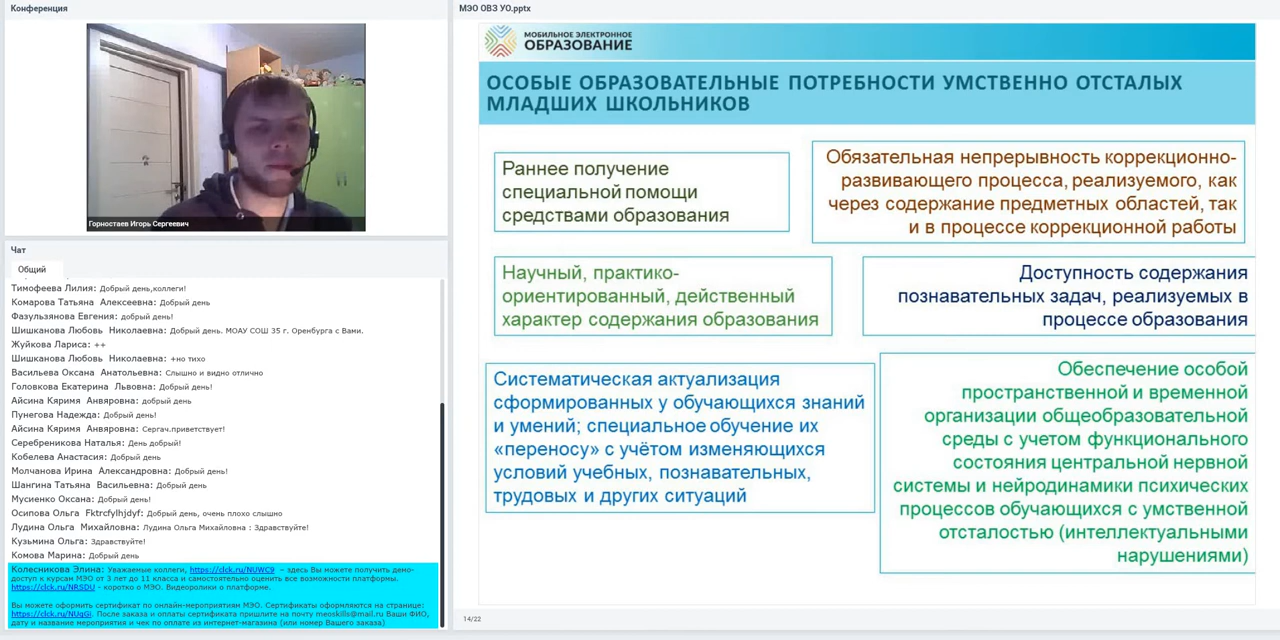 Конференция
Горностаев Игорь Сергеевич
Чат
Общий
Тимофеева Лилия: Добрый день,коллеги!
Комарова Татьяна Алексеевна: Добрый день
Фазульзянова Евгения: добрый день!
Шишканова Любовь Николаевна: Добрый день. МОАУ СОШ 35 г. Оренбурга с Вами.
Жуйкова Лариса: ++
Шишканова Любовь Николаевна: +но тихо
Васильева Оксана Анатольевна: Слышно и видно отлично
Головкова Екатерина Львовна: Добрый день!
Айсина Кяримя Анвяровна: добрый день
Пунегова Надежда: Добрый день!
Айсина Кяримя Анвяровна: Сергач.приветствует!
Серебреникова Наталья: День добрый!
Кобелева Анастасия: Добрый день
Молчанова Ирина Александровна: Добрый день!
Шангина Татьяна Васильевна: Добрый день
Мусиенко Оксана: Добрый день!
Осипова Ольга Fktrcfylhjdyf: Добрый день, очень плохо слышно
Лудина Ольга Михайловна: Лудина Ольга Михайловна : Здравствуйте!
Кузьмина Ольга: Здравствуйте!
Комова Марина: Добрый день
Колесникова Элина: Уважаемые коллеги, https://clck.ru/NUWC9 – здесь Вы можете получить демо-
доступ к курсам МЭО от 3 лет до 11 класса и самостоятельно оценить все возможности платформы.
https://clck.ru/NRSDU - коротко о МЭО. Видеоролики о платформе.
Вы можете оформить сертификат по онлайн-мероприятиям МЭО. Сертификаты оформляются на странице:
https://clck.ru/NUqGi. После заказа и оплаты сертификата пришлите на почту meoskills@mail.ru Ваши ФИО,
дату и название мероприятия и чек по оплате из интернет-магазина (или номер Вашего заказа)
МЭО ОВЗ УО.pptx
МОБИЛЬНОЕ ЭЛЕКТРОННОЕ
ОБРАЗОВАНИЕ
ОСОБЫЕ ОБРАЗОВАТЕЛЬНЫЕ ПОТРЕБНОСТИ УМСТВЕННО ОТСТАЛЫХ
МЛАДШИХ ШКОЛЬНИКОВ
Раннее получение
специальной помощи
средствами образования
Обязательная непрерывность коррекционно-
развивающего процесса, реализуемого, как
через содержание предметных областей, так
и в процессе коррекционной работы
Научный, практико-
ориентированный, действенный
характер содержания образования
Доступность содержания
познавательных задач, реализуемых в
процессе образования
Систематическая актуализация
сформированных у обучающихся знаний
и умений; специальное обучение их
«переносу» с учётом изменяющихся
условий учебных, познавательных,
трудовых и других ситуаций
Обеспечение особой
пространственной и временной
организации общеобразовательной
среды с учетом функционального
состояния центральной нервной
системы и нейродинамики психических
процессов обучающихся с умственной
отсталостью (интеллектуальными
нарушениями)
14/22